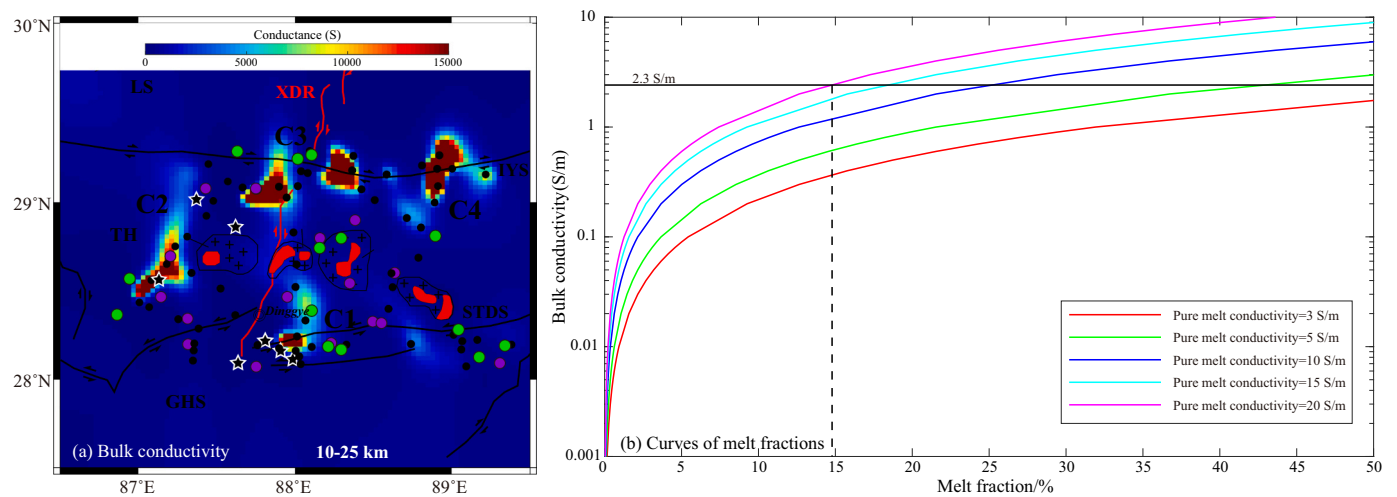 Conductance (S)
0 5000 10000 15000
30°N
29°N
28°N
LS
XDR
C3
IYS
C2
C4
TH
Dinggye
C1
STDS
GHS
(a) Bulk conductivity
10-25 km
87°E 88°E 89°E
Bulk conductivity(S/m)
10
1
0.1
0.01
0.001
2.3 S/m
Pure melt conductivity=3 S/m
Pure melt conductivity=5 S/m
Pure melt conductivity=10 S/m
Pure melt conductivity=15 S/m
Pure melt conductivity=20 S/m
(b) Curves of melt fractions
0 5 10 15 20 25 30 35 40 45 50
Melt fraction/%